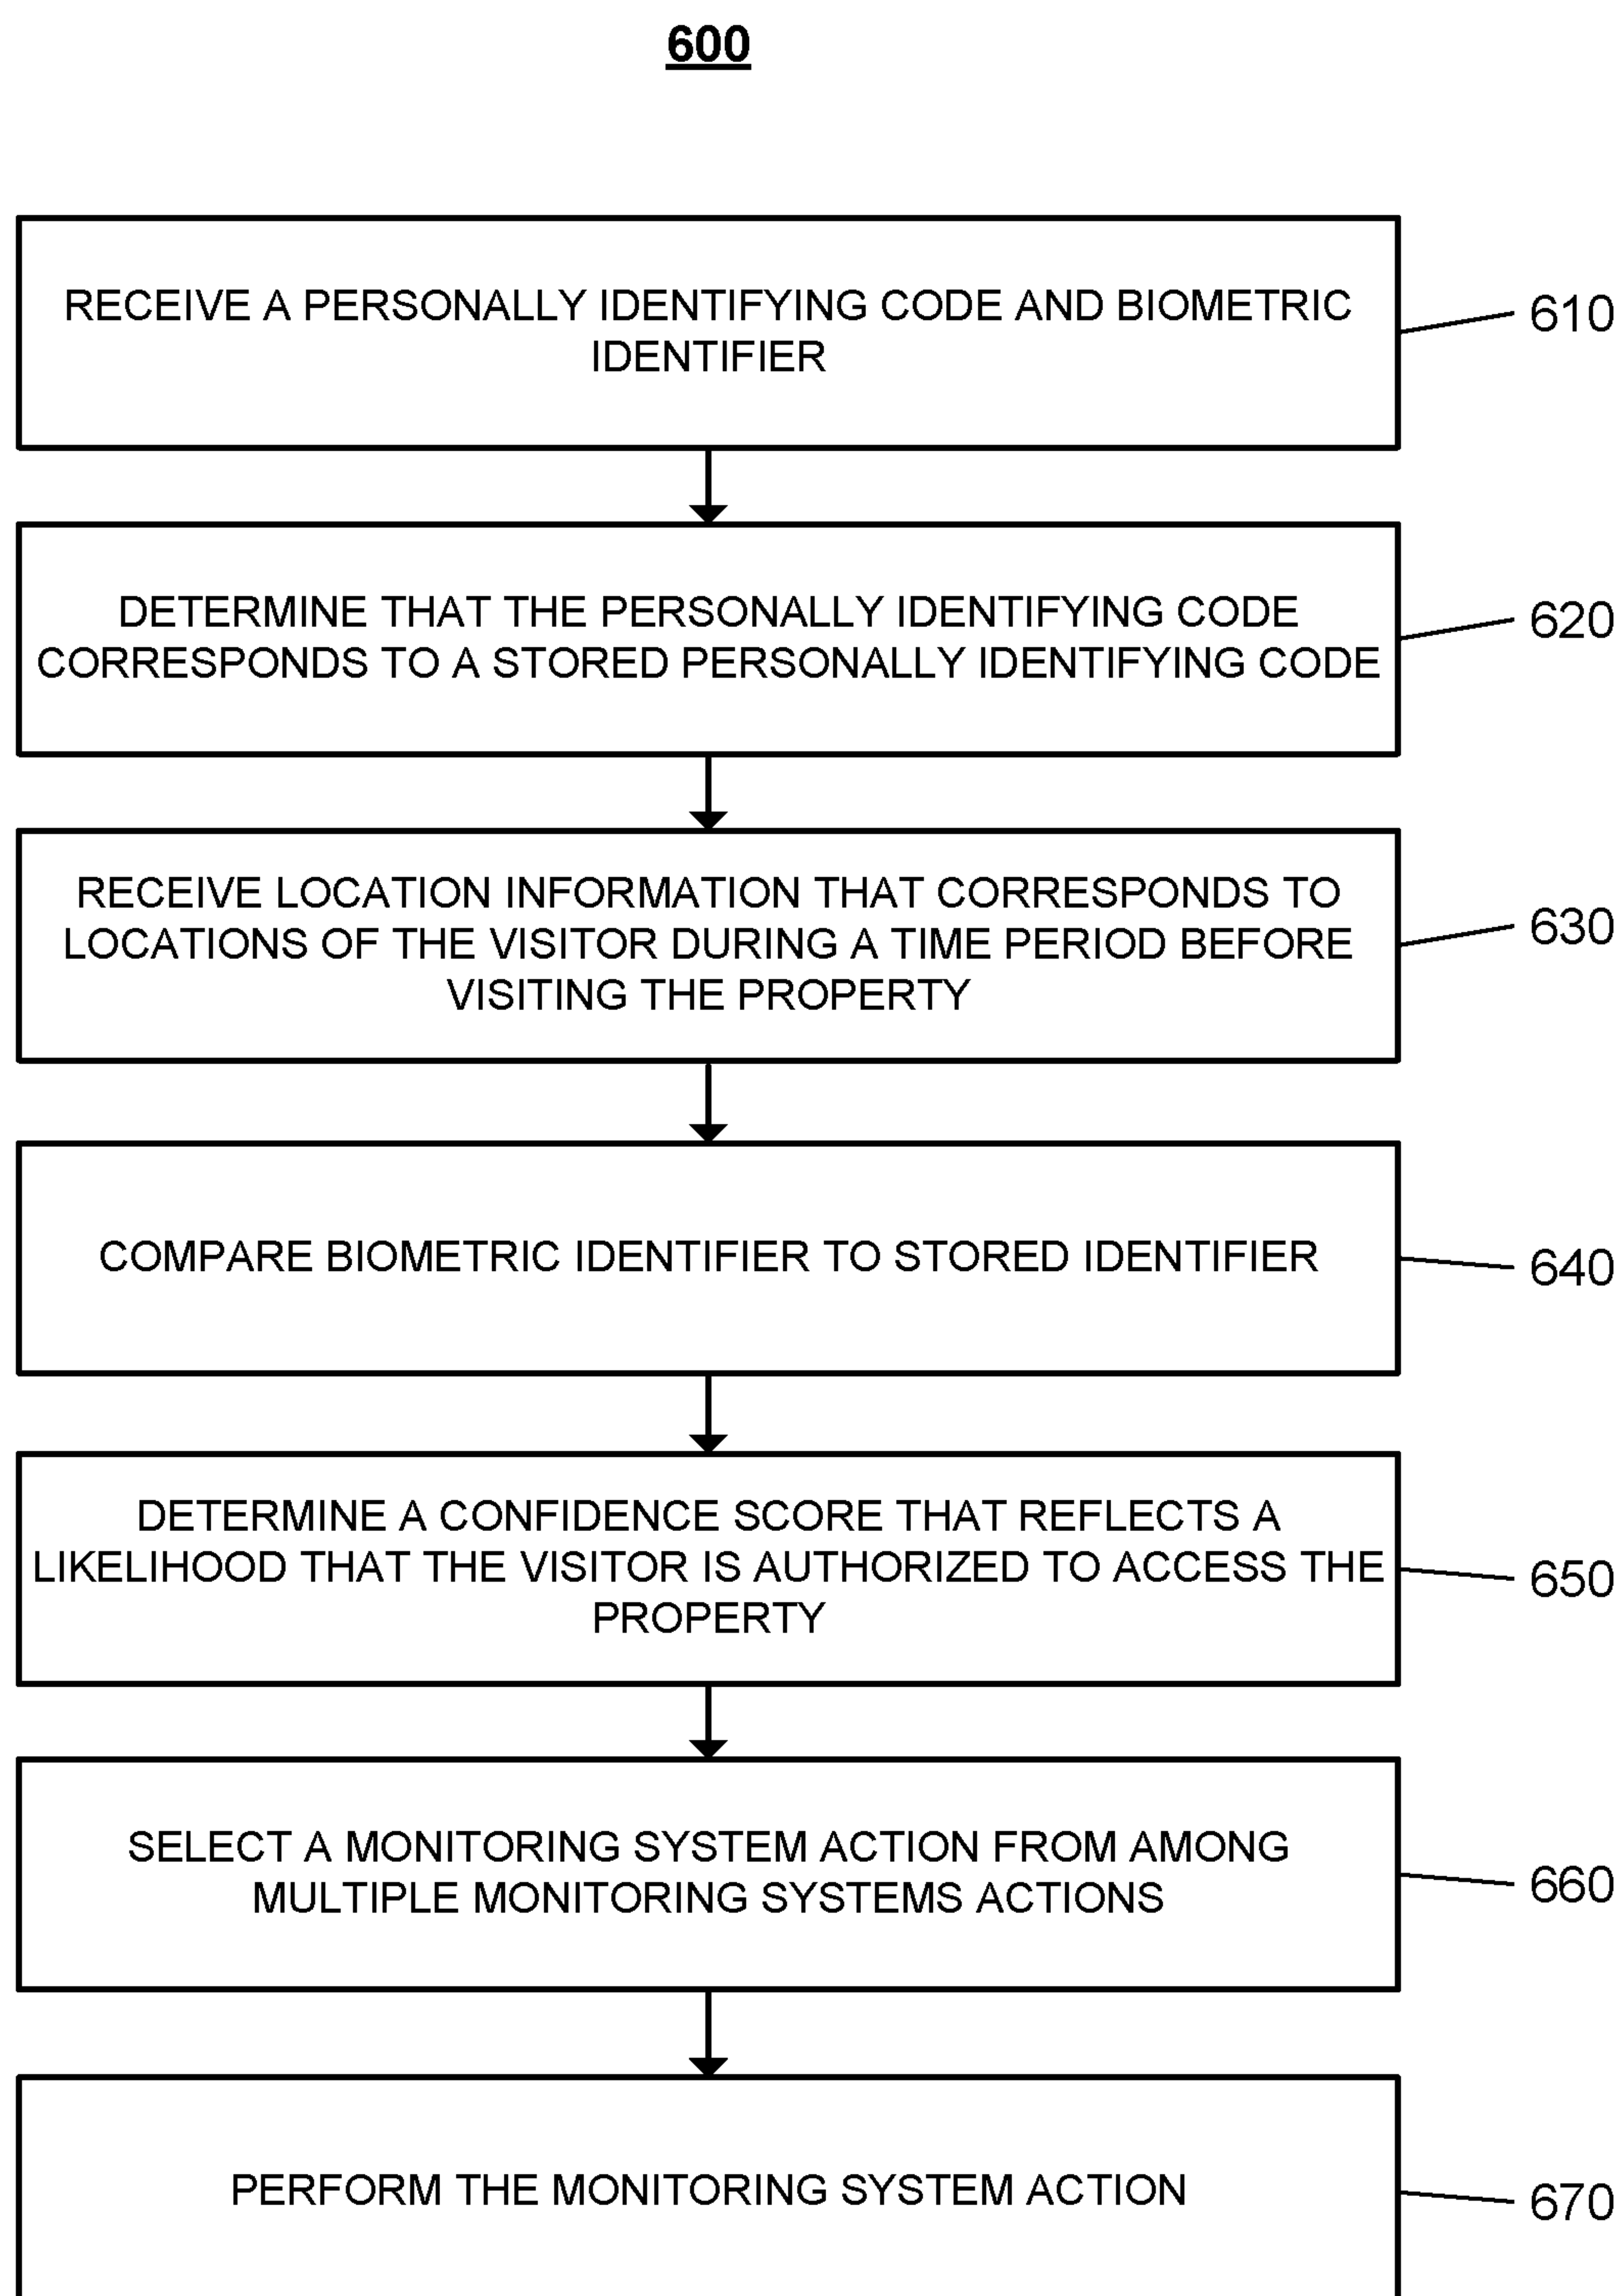 600
RECEIVE A PERSONALLY IDENTIFYING CODE AND BIOMETRIC
IDENTIFIER
610
DETERMINE THAT THE PERSONALLY IDENTIFYING CODE
CORRESPONDS TO A STORED PERSONALLY IDENTIFYING CODE
620
RECEIVE LOCATION INFORMATION THAT CORRESPONDS TO
LOCATIONS OF THE VISITOR DURING A TIME PERIOD BEFORE
VISITING THE PROPERTY
630
COMPARE BIOMETRIC IDENTIFIER TO STORED IDENTIFIER
640
DETERMINE A CONFIDENCE SCORE THAT REFLECTS A
LIKELIHOOD THAT THE VISITOR IS AUTHORIZED TO ACCESS THE
PROPERTY
650
SELECT A MONITORING SYSTEM ACTION FROM AMONG
MULTIPLE MONITORING SYSTEMS ACTIONS
660
PERFORM THE MONITORING SYSTEM ACTION
670